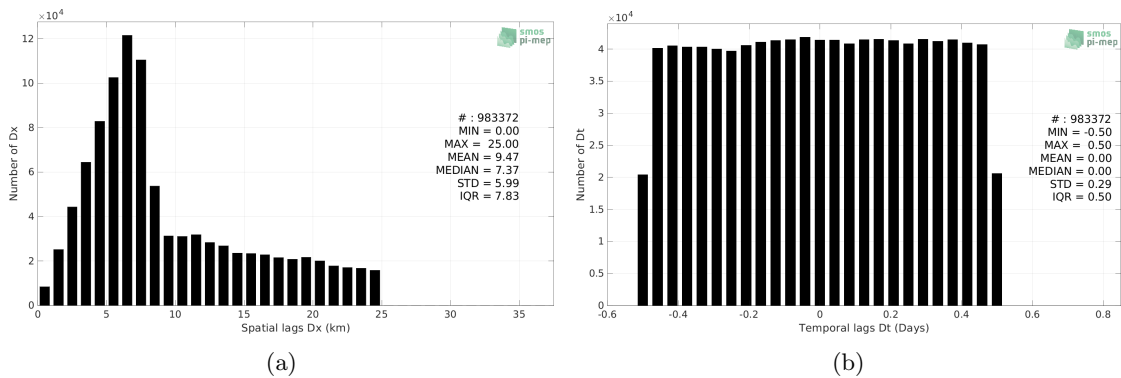 ×10⁴
12
10
8
6
4
2
0
Number of Dx
0 5 10 15 20 25 30 35
Spatial lags Dx (km)
smos
pi-mep
# : 983372
MIN = 0.00
MAX = 25.00
MEAN = 9.47
MEDIAN = 7.37
STD = 5.99
IQR = 7.83
(a)
×10⁴
4
3.5
3
2.5
2
1.5
1
0.5
0
Number of Dt
-0.6 -0.4 -0.2 0 0.2 0.4 0.6 0.8
Temporal lags Dt (Days)
smos
pi-mep
# : 983372
MIN = -0.50
MAX = 0.50
MEAN = 0.00
MEDIAN = 0.00
STD = 0.29
IQR = 0.50
(b)